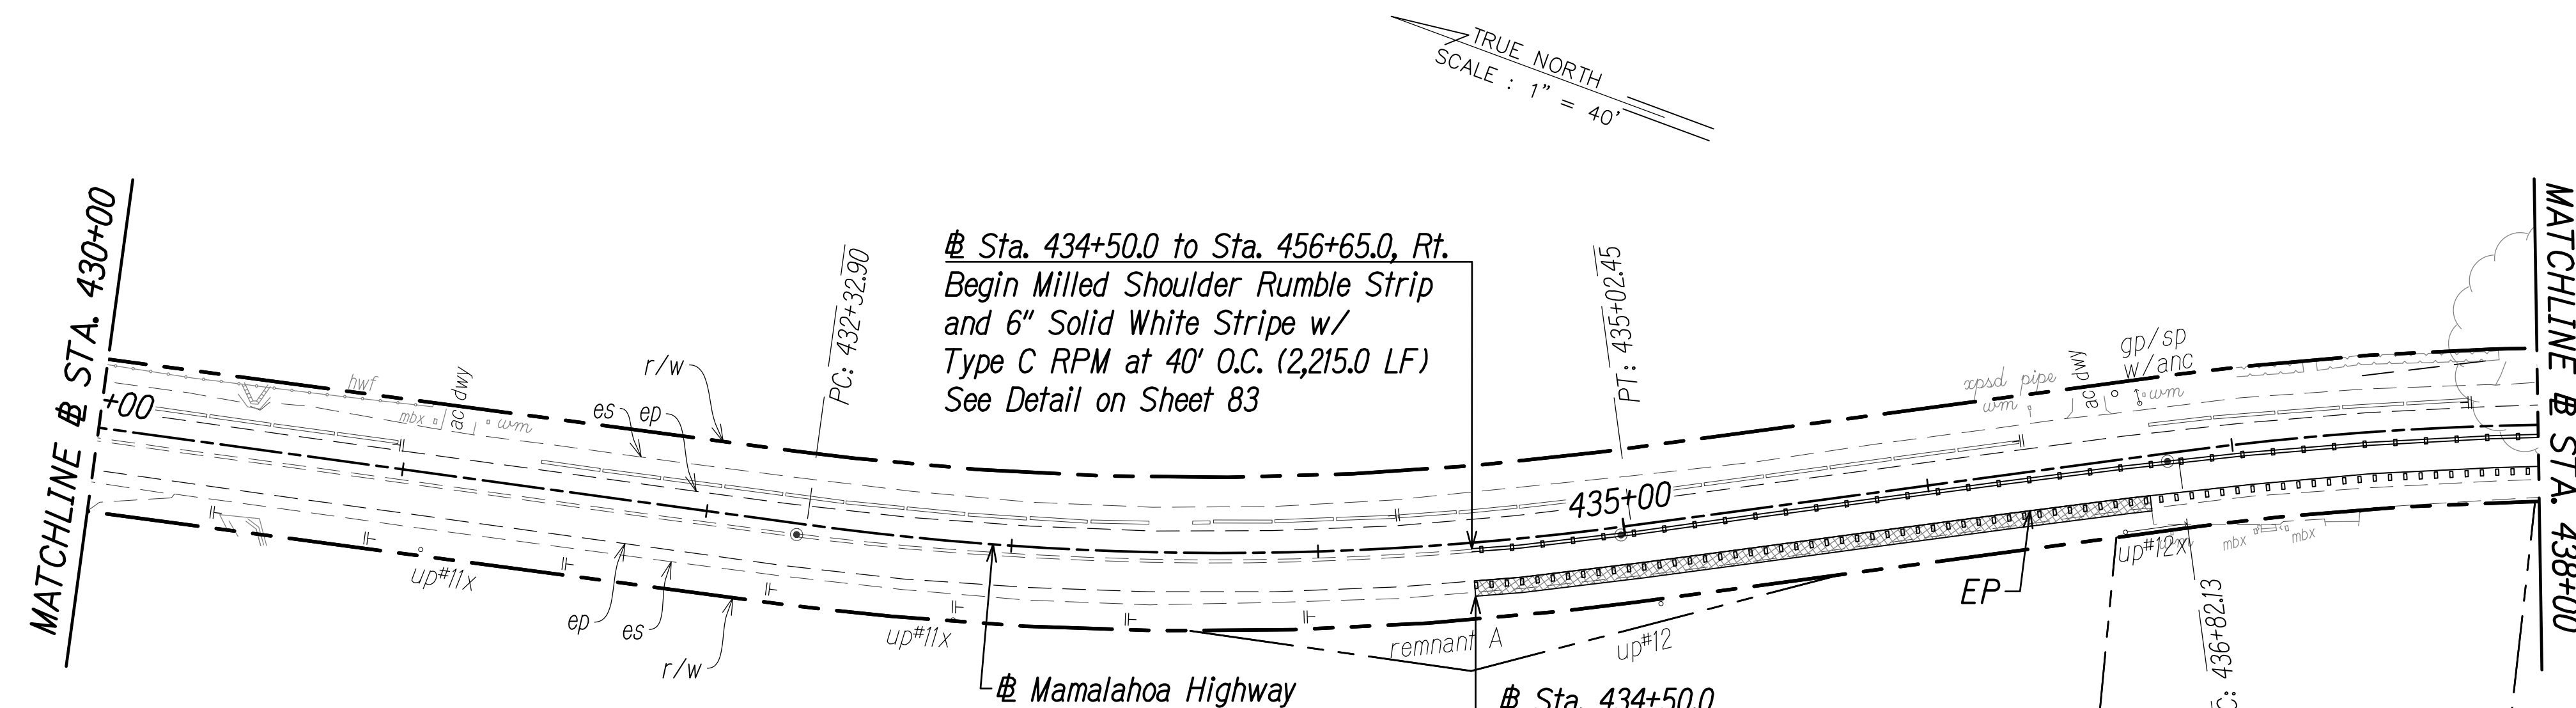 TRUE NORTH
SCALE : 1" = 40'
MATCHLINE ⅊ STA. 430+00
MATCHLINE ⅊ STA. 438+00
⅊ Sta. 434+50.0 to Sta. 456+65.0, Rt.
Begin Milled Shoulder Rumble Strip
and 6" Solid White Stripe w/
Type C RPM at 40' O.C. (2,215.0 LF)
See Detail on Sheet 83
PC: 432+32.90
PT: 435+02.45
r/w
es
ep
hwf
mbx
ac dwy
wm
+00
xpsd pipe
wm
ac dwy
gp/sp
w/anc
wm
435+00
up#11x
ep
es
r/w
up#11x
remnant A
up#12
EP
up#12x
wm
mbx
mbx
⅊ Mamalahoa Highway
⅊ Sta. 434+50.0
C: 436+82.13